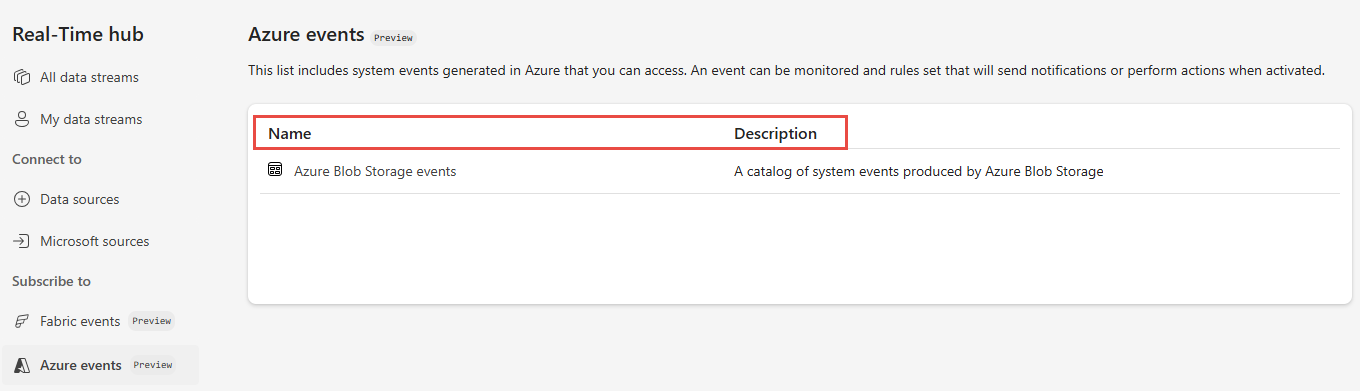 Real-Time hub
All data streams
My data streams
Connect to
Data sources
Microsoft sources
Subscribe to
Fabric events Preview
Azure events Preview
Azure events Preview
This list includes system events generated in Azure that you can access. An event can be monitored and rules set that will send notifications or perform actions when activated.
Name Description
Azure Blob Storage events A catalog of system events produced by Azure Blob Storage